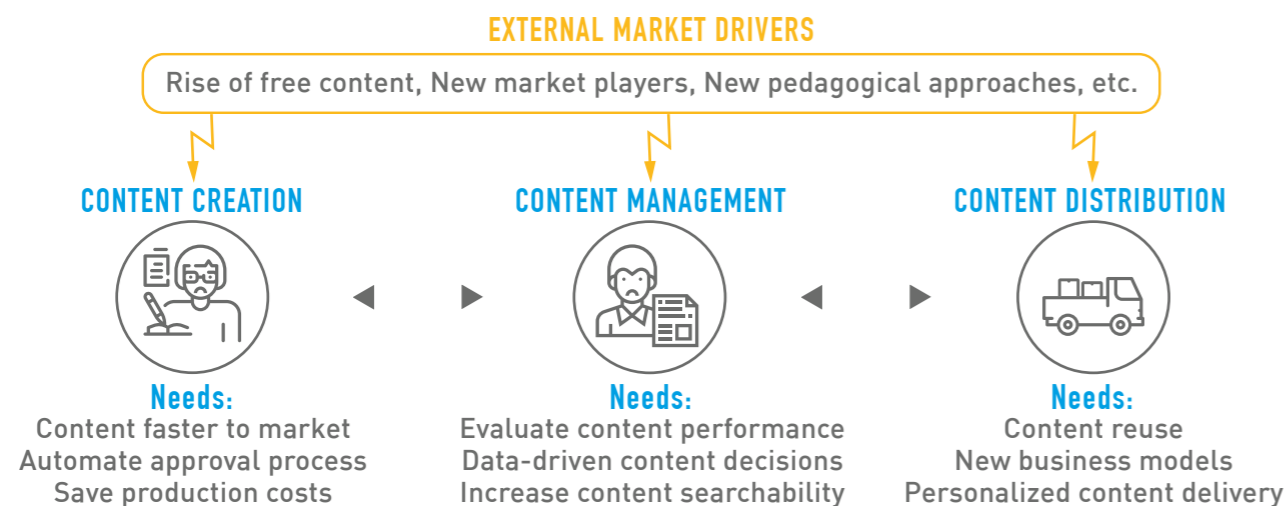 EXTERNAL MARKET DRIVERS
Rise of free content, New market players, New pedagogical approaches, etc.
CONTENT CREATION
Needs:
Content faster to market
Automate approval process
Save production costs
CONTENT MANAGEMENT
Needs:
Evaluate content performance
Data-driven content decisions
Increase content searchability
CONTENT DISTRIBUTION
Needs:
Content reuse
New business models
Personalized content delivery